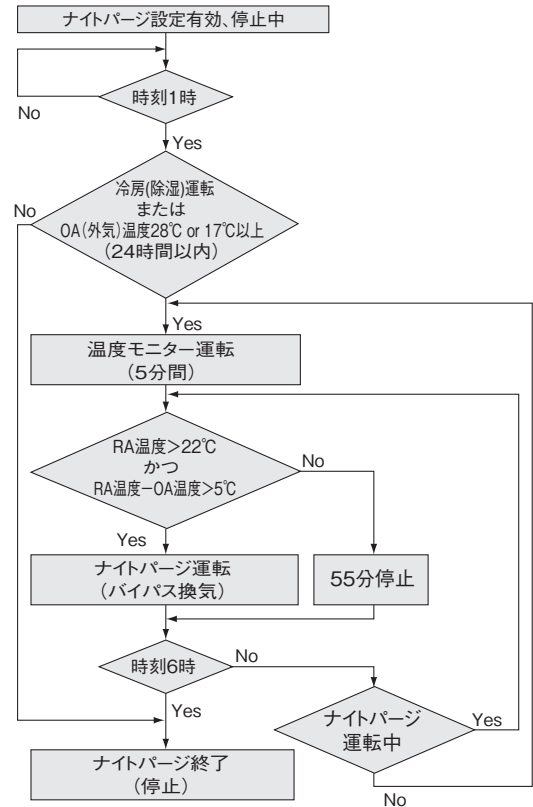 ナイトパージ設定有効、停止中
時刻1時
No
Yes
冷房(除湿)運転
または
OA(外気)温度28℃ or 17℃以上
(24時間以内)
No
Yes
温度モニター運転
(5分間)
RA温度>22℃
かつ
RA温度−OA温度>5℃
No
Yes
ナイトパージ運転
(バイパス換気)
55分停止
時刻6時
No
Yes
ナイトパージ
運転中
Yes
No
ナイトパージ終了
(停止)